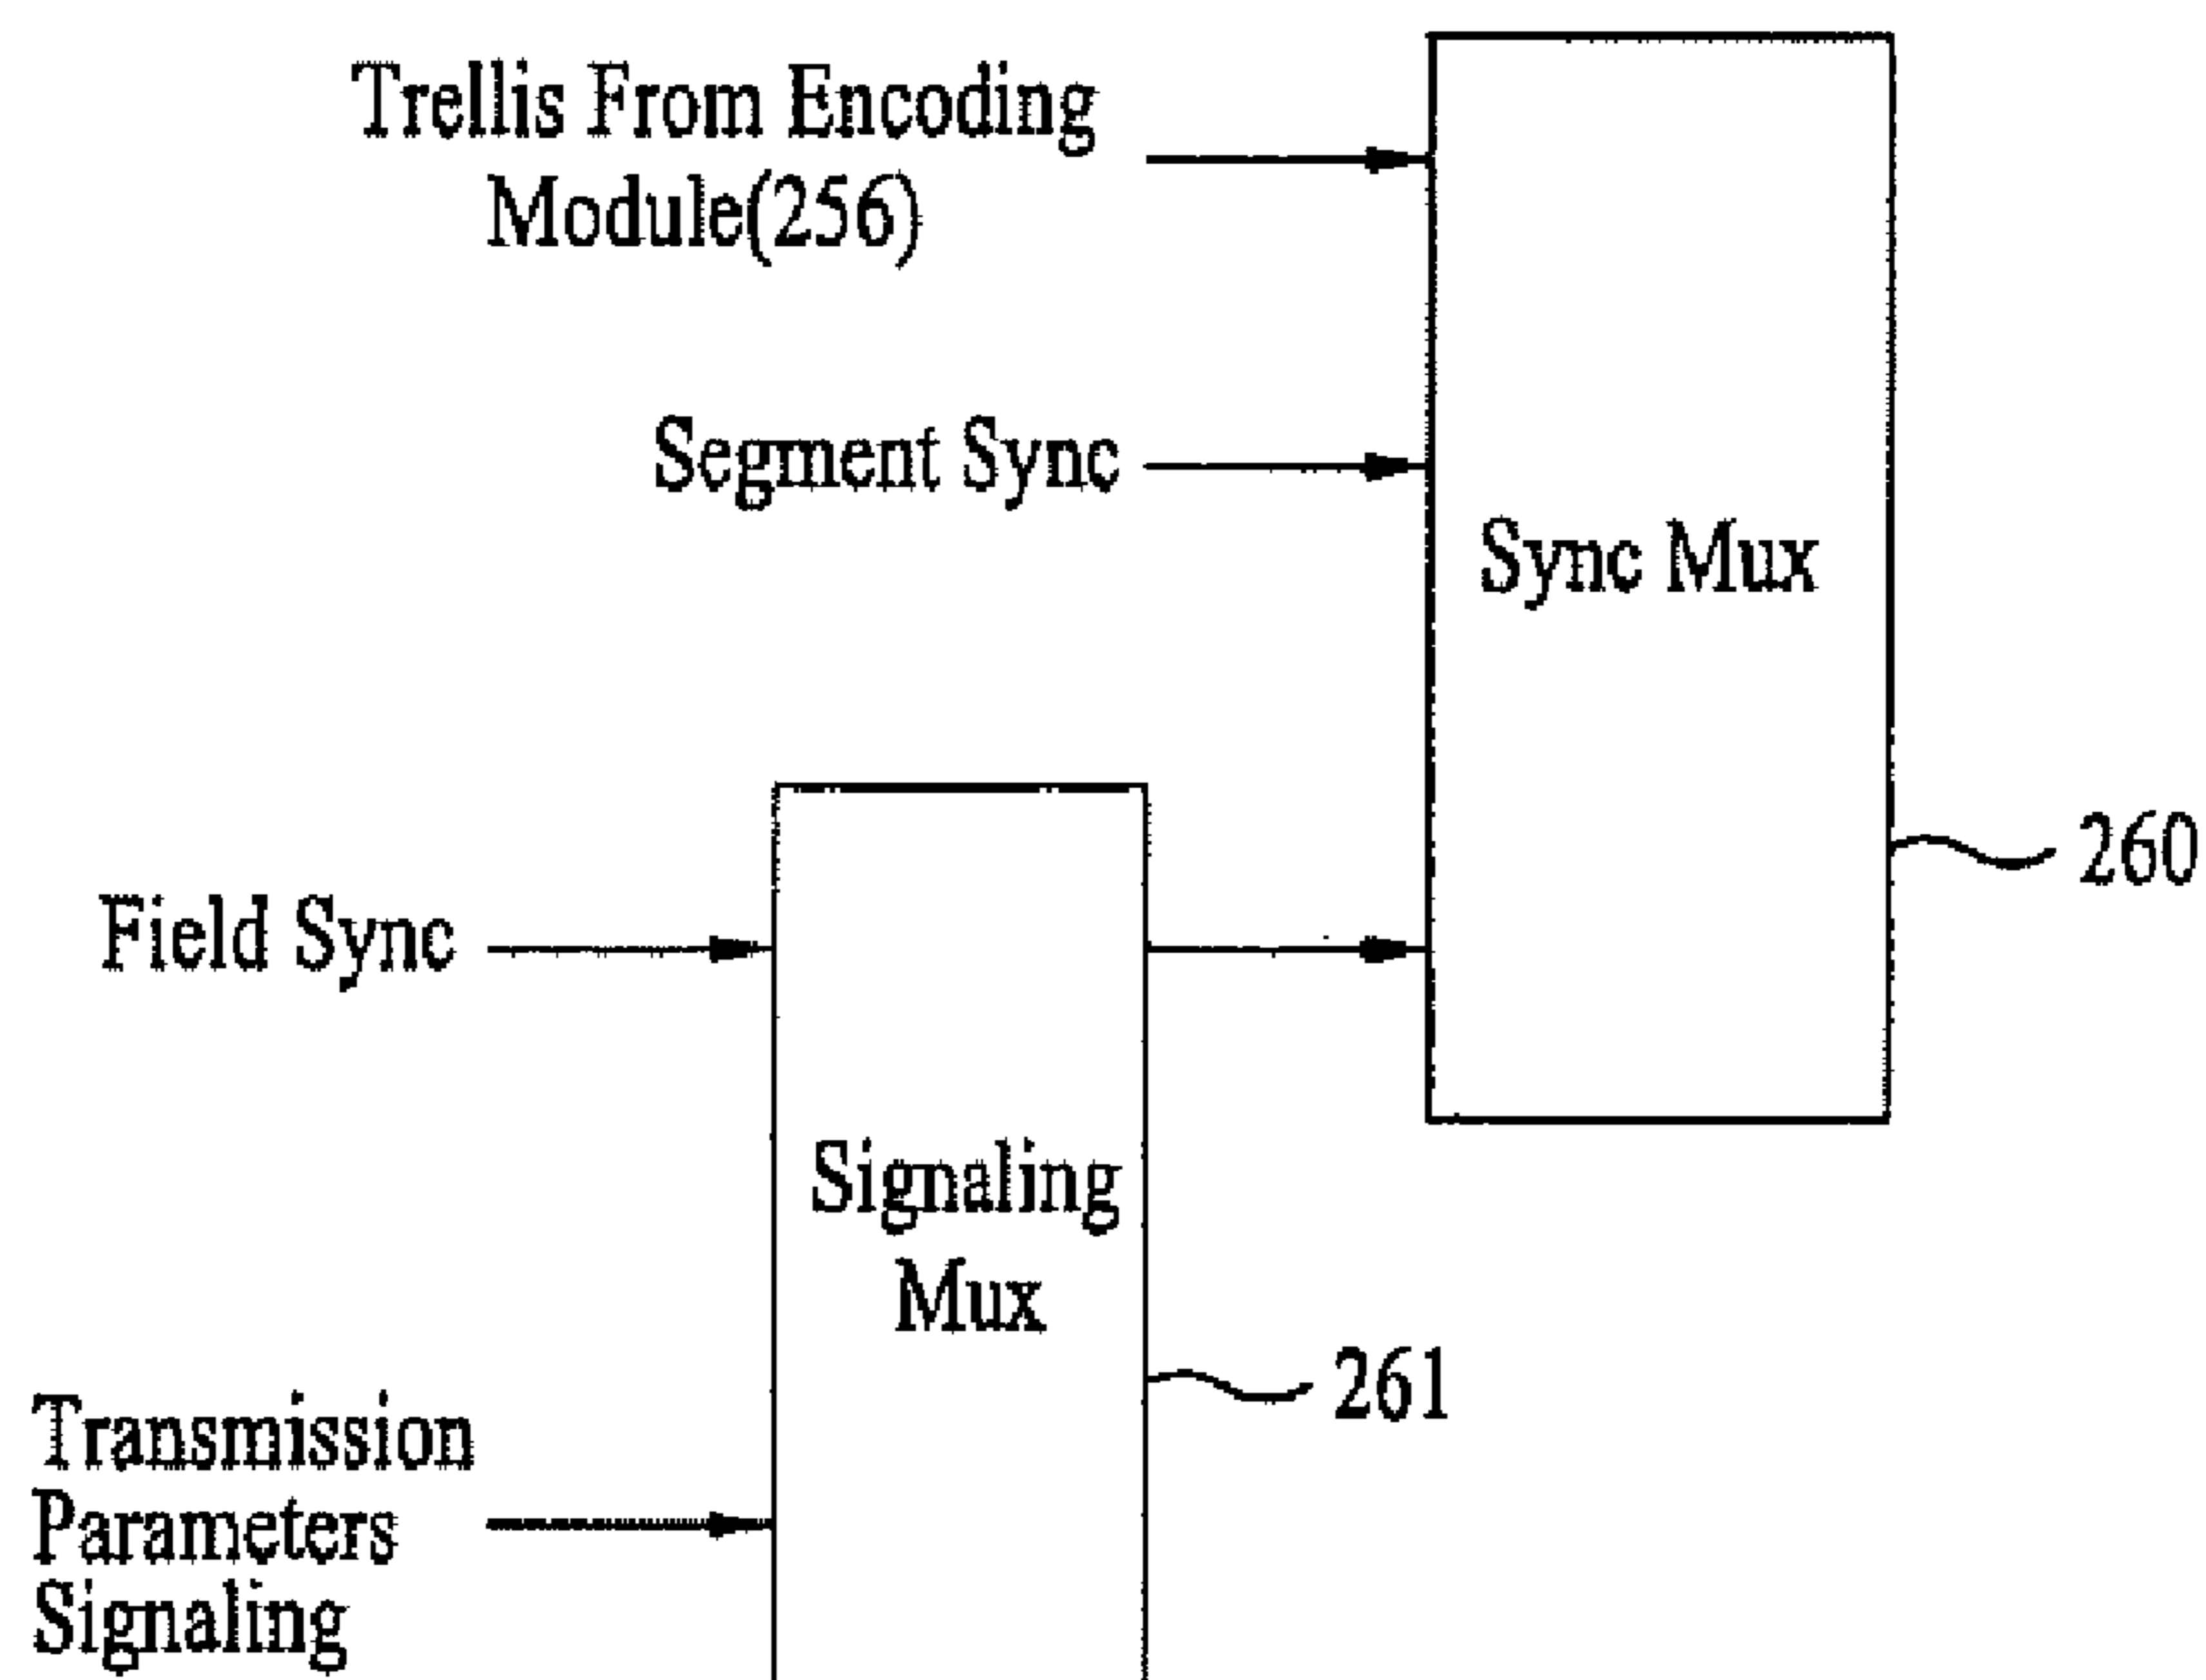 Trellis From Encoding
Module(256)
Segment Sync
Sync Mux
260
Field Sync
Signaling
Mux
261
Transmission
Parameters
Signaling